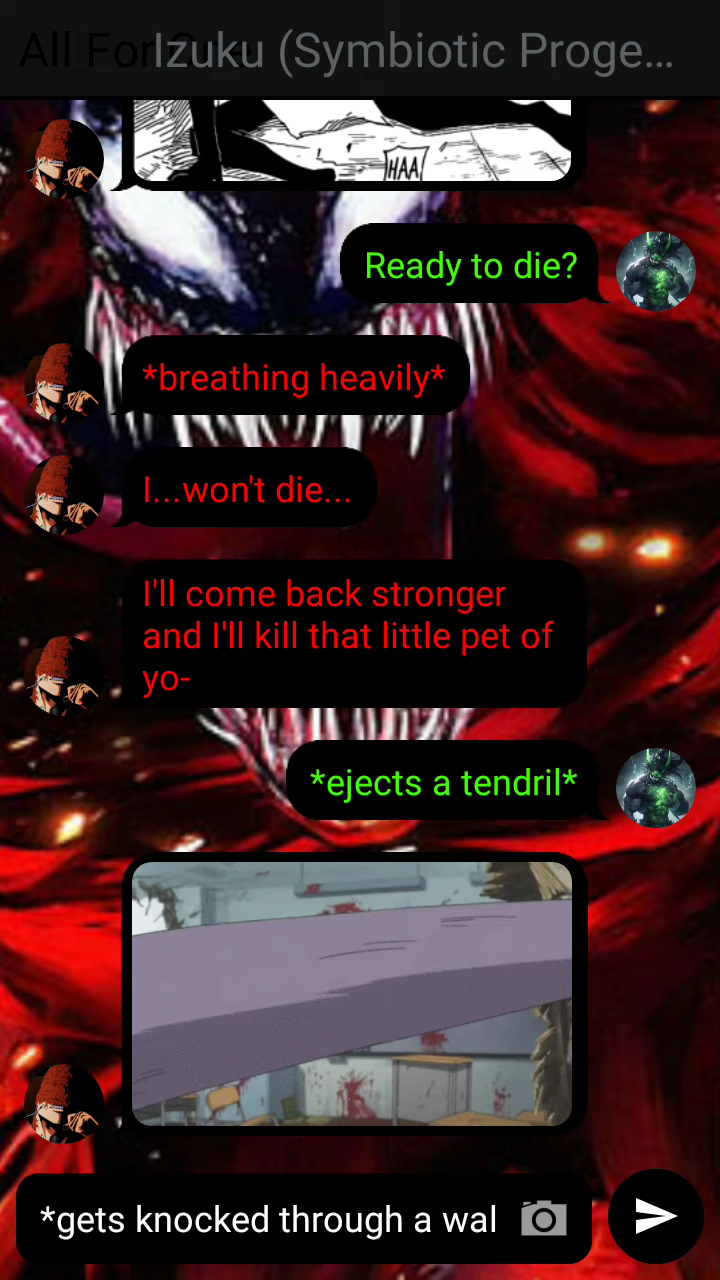 Izuku (Symbiotic Proge…
HAA
Ready to die?
*breathing heavily*
I...won't die...
I'll come back stronger
and I'll kill that little pet of
yo-
*ejects a tendril*
*gets knocked through a wal